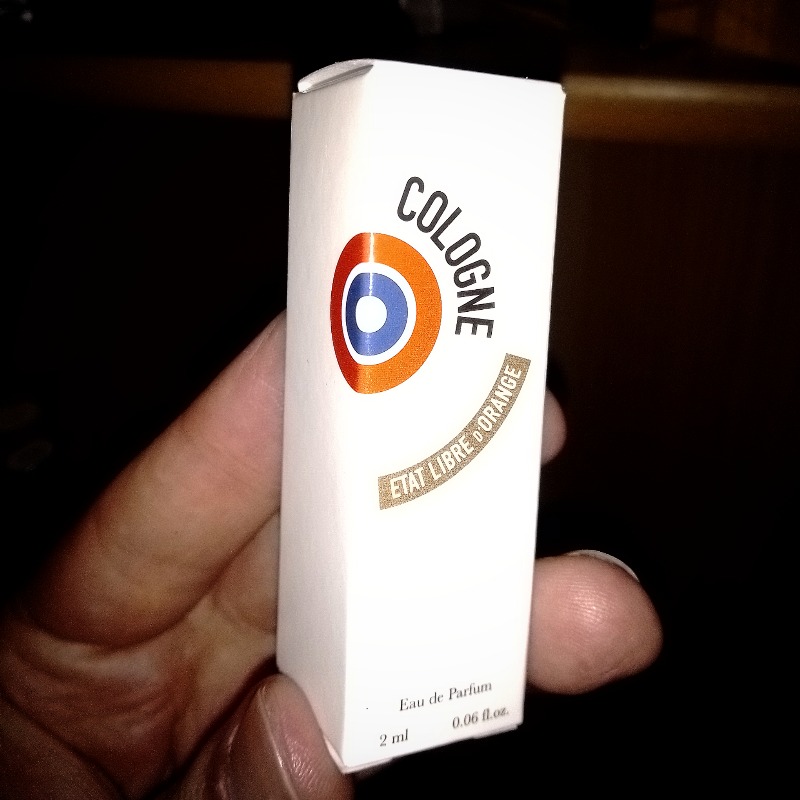 COLOGNE
ETAT LIBRE D'ORANGE
Eau de Parfum
2 ml 0.06 fl.oz.